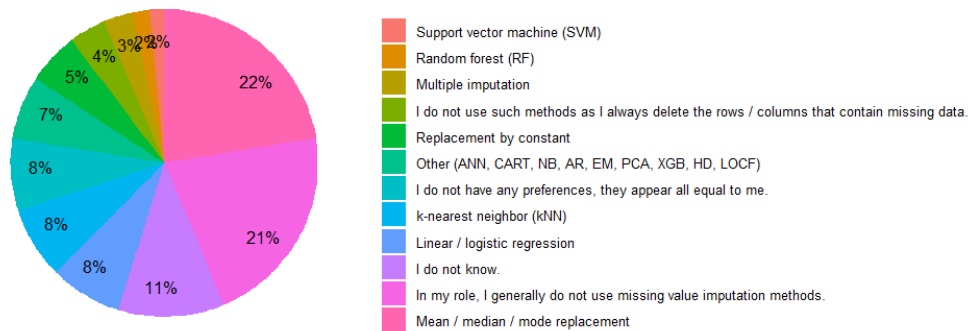 2%
2%
3%
4%
5%
7%
8%
8%
8%
11%
21%
22%
Support vector machine (SVM)
Random forest (RF)
Multiple imputation
I do not use such methods as I always delete the rows / columns that contain missing data.
Replacement by constant
Other (ANN, CART, NB, AR, EM, PCA, XGB, HD, LOCF)
I do not have any preferences, they appear all equal to me.
k-nearest neighbor (kNN)
Linear / logistic regression
I do not know.
In my role, I generally do not use missing value imputation methods.
Mean / median / mode replacement